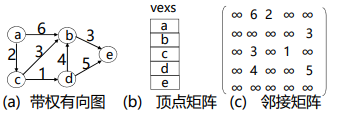 vexs
a 6 b 3 e
2 3 4 5
c 1 d
a
b
c
d
e
∞ 6 2 ∞ ∞
∞ ∞ ∞ ∞ 3
∞ 3 ∞ 1 ∞
∞ 4 ∞ ∞ 5
∞ ∞ ∞ ∞ ∞
(a) 带权有向图 (b) 顶点矩阵 (c) 邻接矩阵